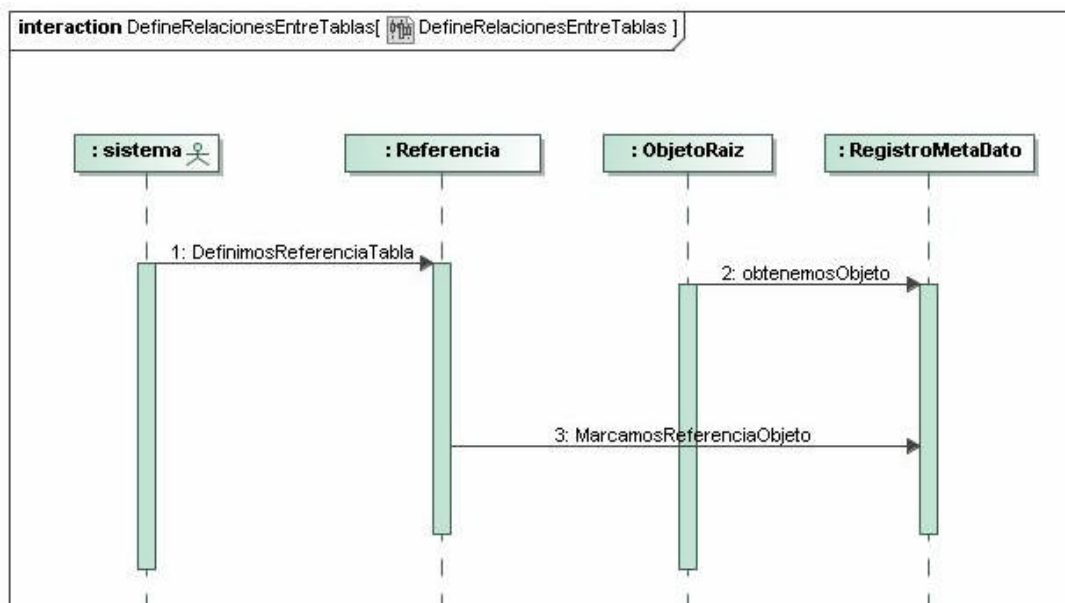 interaction DefineRelacionesEntreTablas[ DefineRelacionesEntreTablas ]
: sistema
: Referencia
: ObjetoRaiz
: RegistroMetaDato
1: DefinimosReferenciaTabla
2: obtenemosObjeto
3: MarcamosReferenciaObjeto